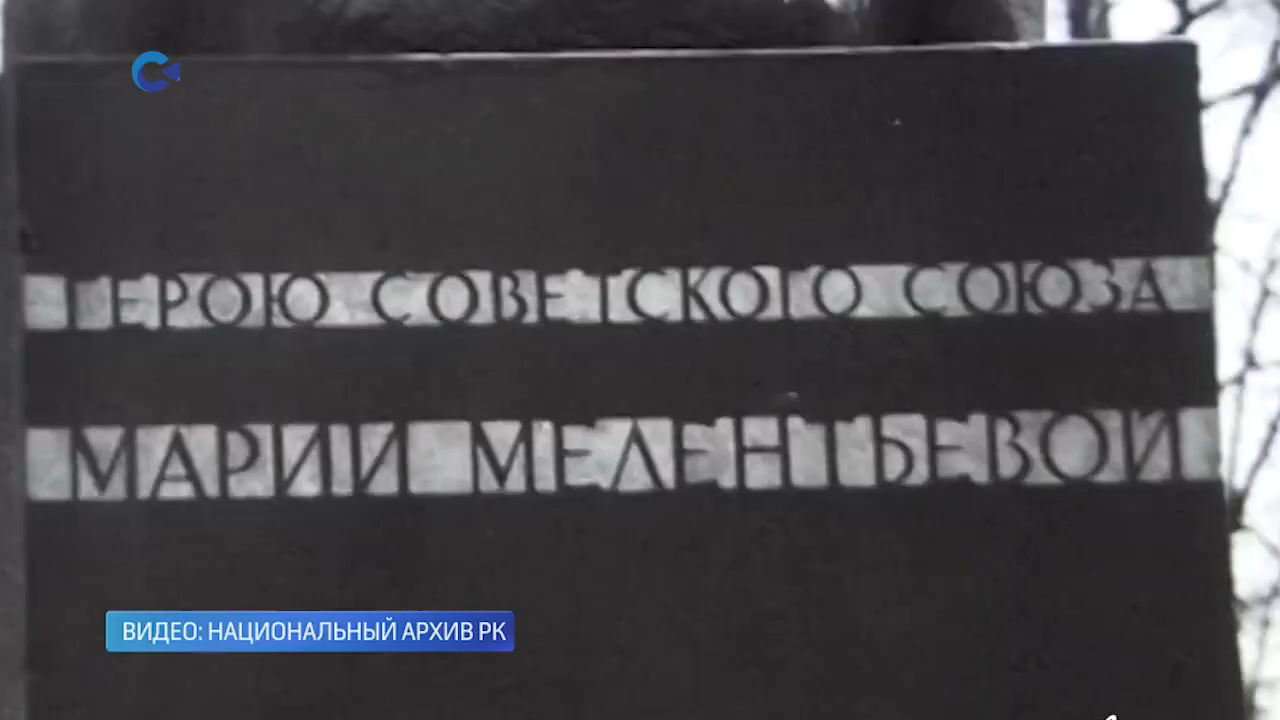 ГЕРОЮ СОВЕТСКОГО СОЮЗА
МАРИИ МЕЛЕНТЬЕВОЙ
ВИДЕО: НАЦИОНАЛЬНЫЙ АРХИВ РК